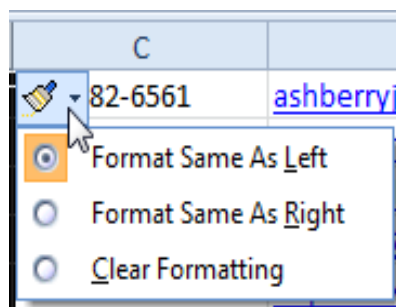 C
82-6561 ashberryj
Format Same As Left
Format Same As Right
Clear Formatting